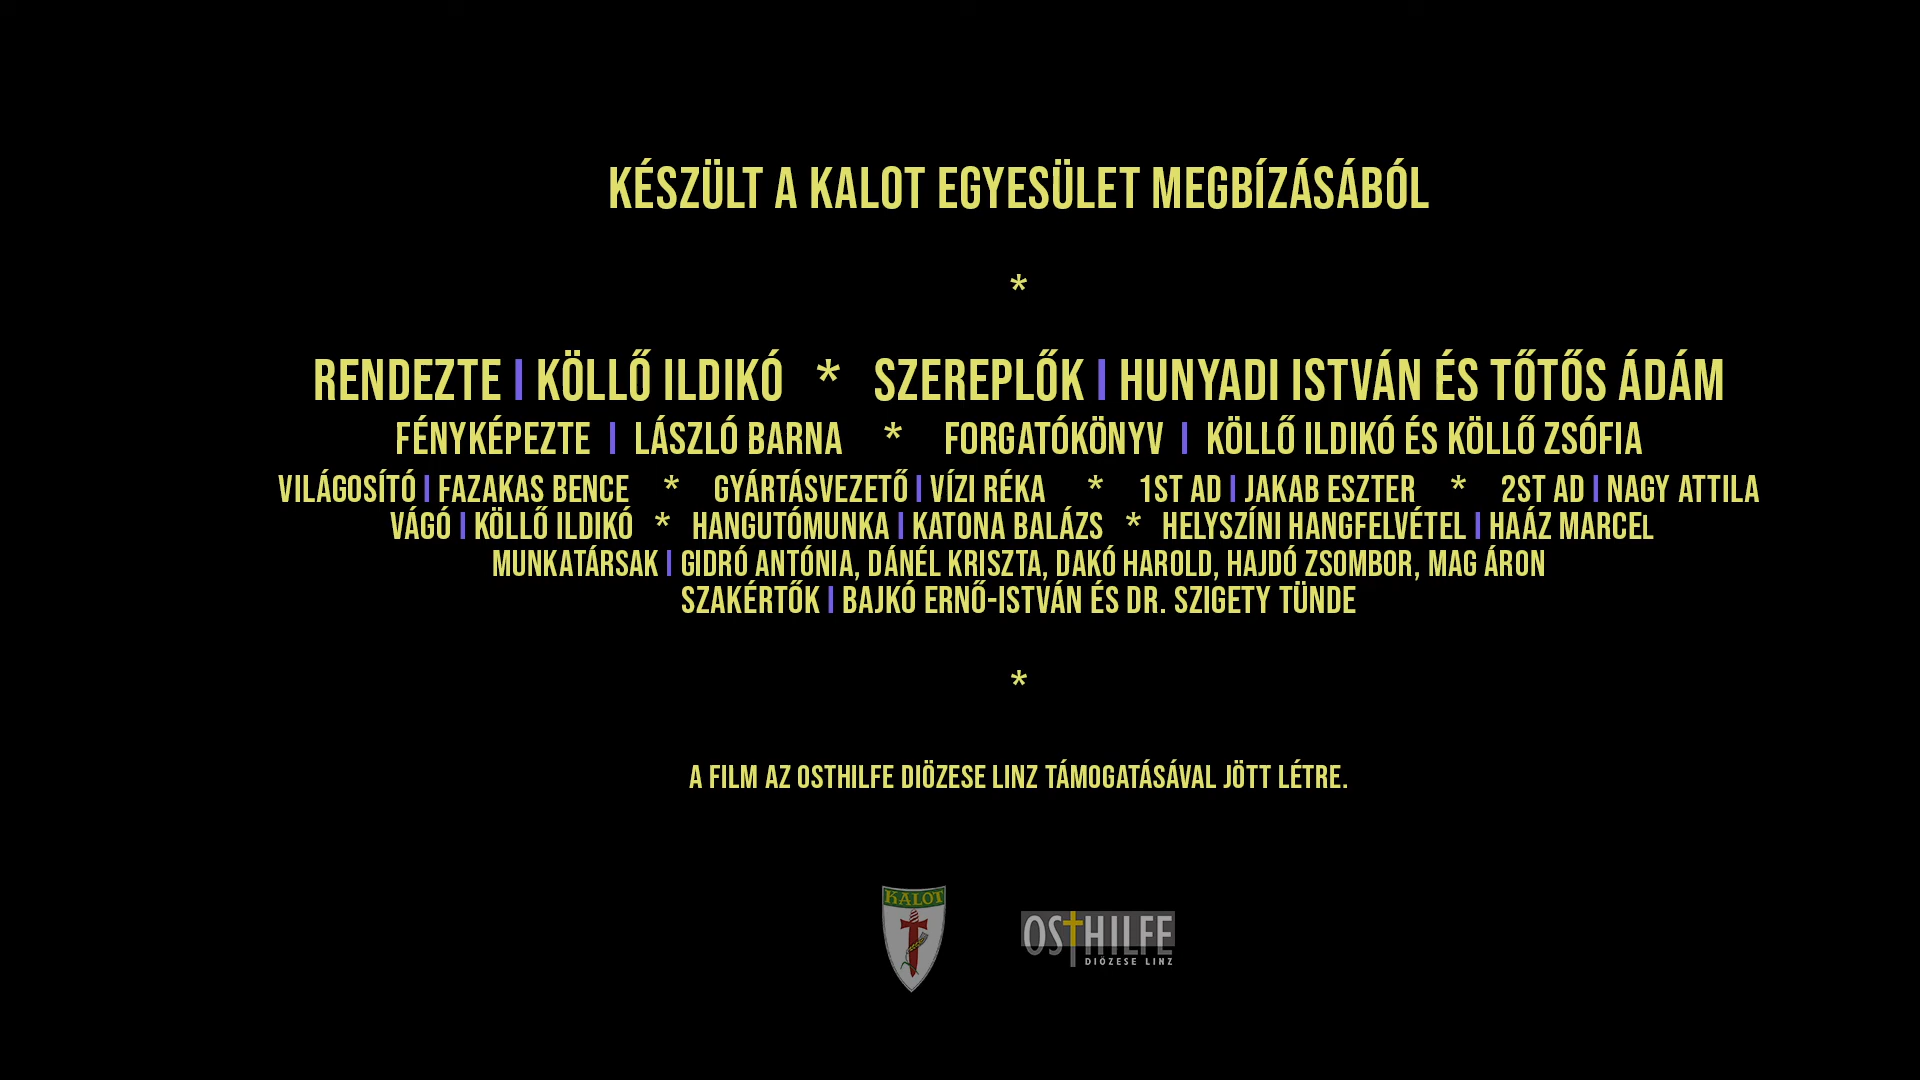 KÉSZÜLT A KALOT EGYESÜLET MEGBÍZÁSÁBÓL
*
RENDEZTE | KÖLLŐ ILDIKÓ * SZEREPLŐK | HUNYADI ISTVÁN ÉS TŐTŐS ÁDÁM
FÉNYKÉPEZTE | LÁSZLÓ BARNA * FORGATÓKÖNYV | KÖLLŐ ILDIKÓ ÉS KÖLLŐ ZSÓFIA
VILÁGOSÍTÓ | FAZAKAS BENCE * GYÁRTÁSVEZETŐ | VÍZI RÉKA * 1ST AD | JAKAB ESZTER * 2ST AD | NAGY ATTILA
VÁGÓ | KÖLLŐ ILDIKÓ * HANGUTÓMUNKA | KATONA BALÁZS * HELYSZÍNI HANGFELVÉTEL | HAÁZ MARCEL
MUNKATÁRSAK | GIDRÓ ANTÓNIA, DÁNÉL KRISZTA, DAKÓ HAROLD, HAJDÓ ZSOMBOR, MAG ÁRON
SZAKÉRTŐK | BAJKÓ ERNŐ-ISTVÁN ÉS DR. SZIGETY TÜNDE
*
A FILM AZ OSTHILFE DIÖZESE LINZ TÁMOGATÁSÁVAL JÖTT LÉTRE.
KALOT
OSTHILFE
DIÖZESE LINZ